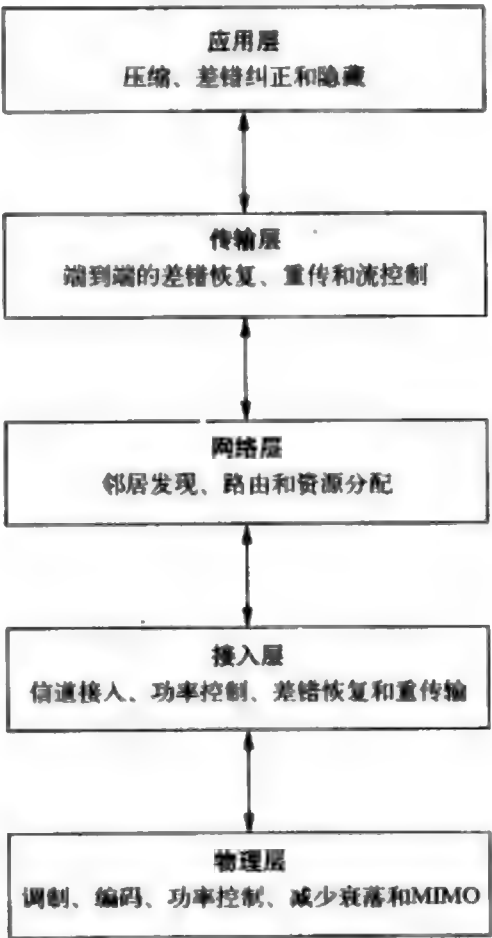 应用层
压缩、差错纠正和隐藏
传输层
端到端的差错恢复、重传和流控制
网络层
邻居发现、路由和资源分配
接入层
信道接入、功率控制、差错恢复和重传输
物理层
调制、编码、功率控制、减少衰落和MIMO